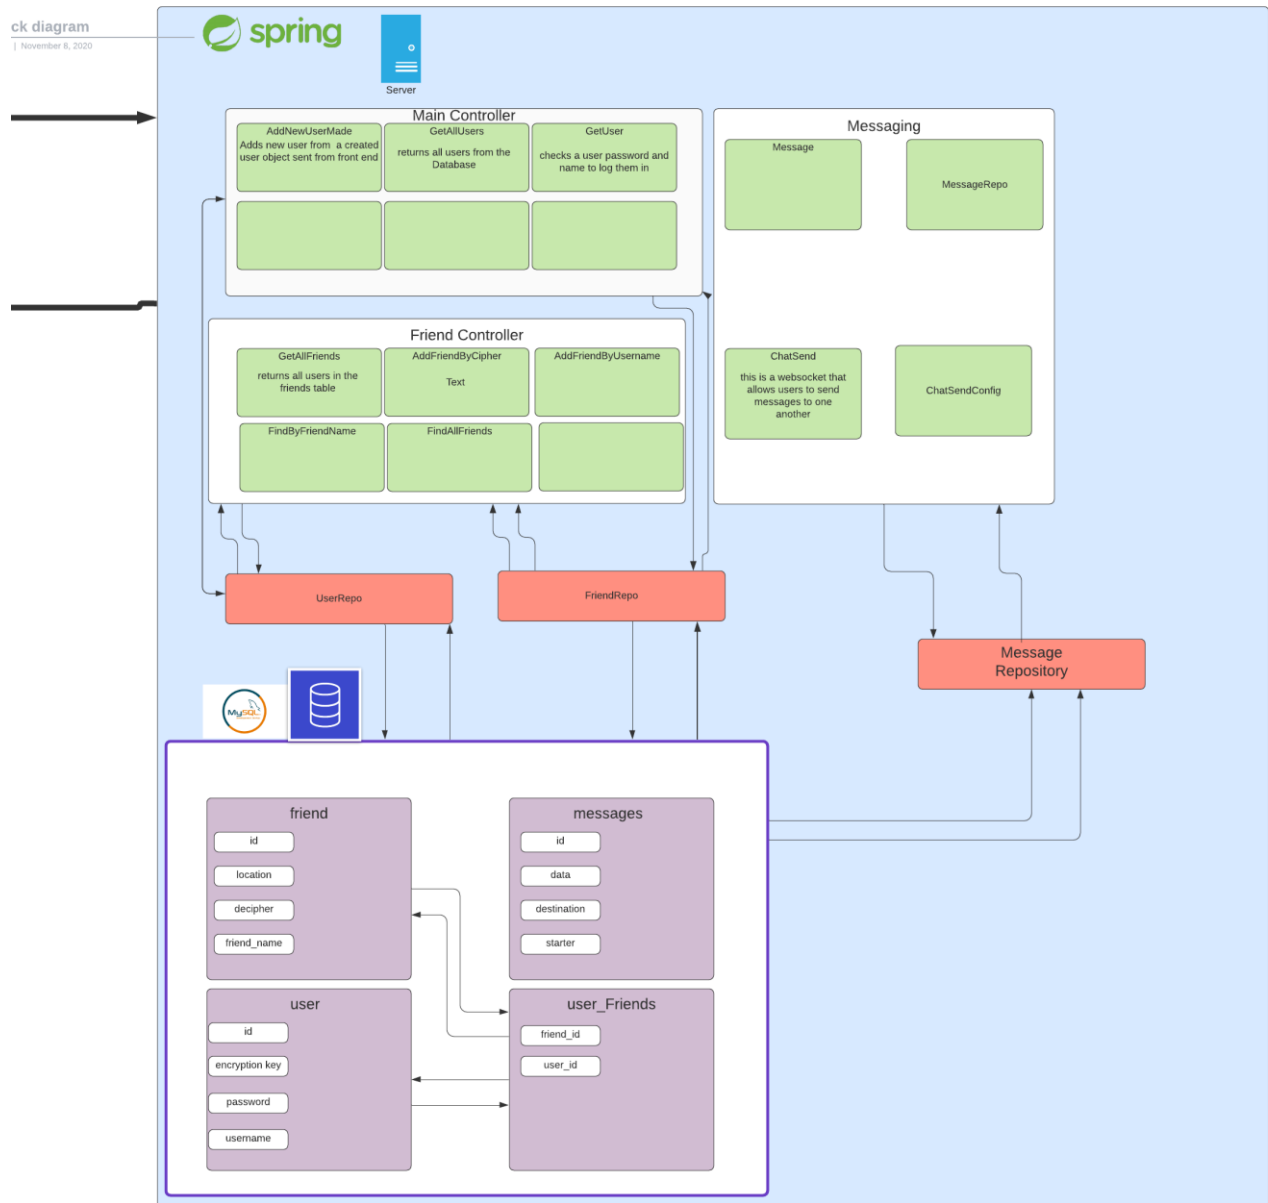 ck diagram
| November 8, 2020
spring
Server
Main Controller
AddNewUserMade
Adds new user from a created
user object sent from front end
GetAllUsers
returns all users from the
Database
GetUser
checks a user password and
name to log them in
Messaging
Message
MessageRepo
ChatSend
this is a websocket that
allows users to send
messages to one
another
ChatSendConfig
Friend Controller
GetAllFriends
returns all users in the
friends table
AddFriendByCipher
Text
AddFriendByUsername
FindByFriendName
FindAllFriends
UserRepo
FriendRepo
Message
Repository
MySQL
friend
id
location
decipher
friend_name
messages
id
data
destination
starter
user
id
encryption key
password
username
user_Friends
friend_id
user_id